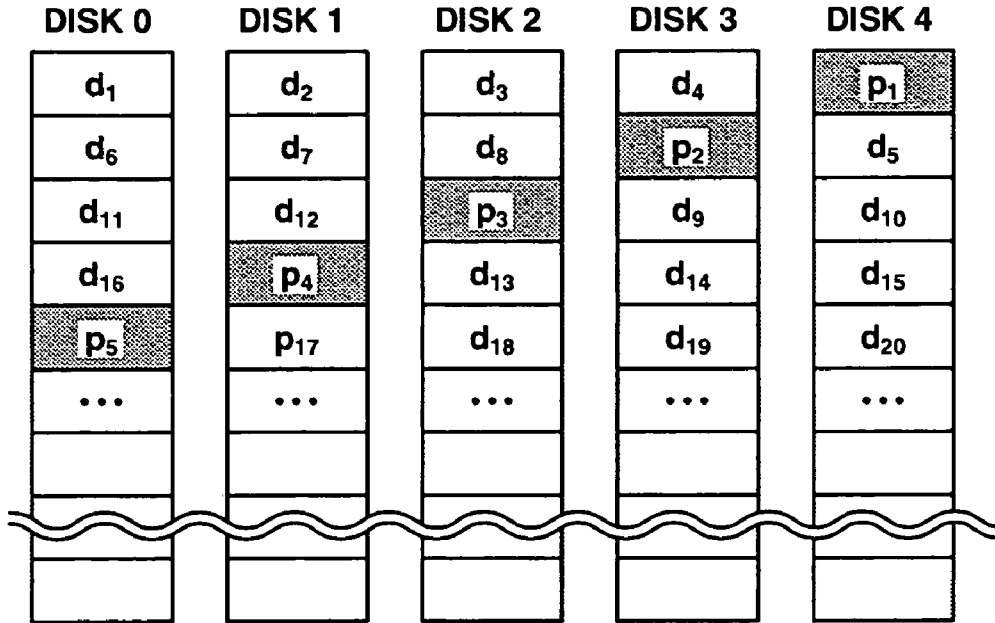 DISK 0 DISK 1 DISK 2 DISK 3 DISK 4
d₁ d₂ d₃ d₄ p₁
d₆ d₇ d₈ p₂ d₅
d₁₁ d₁₂ p₃ d₉ d₁₀
d₁₆ p₄ d₁₃ d₁₄ d₁₅
p₅ p₁₇ d₁₈ d₁₉ d₂₀
... ... ... ... ...